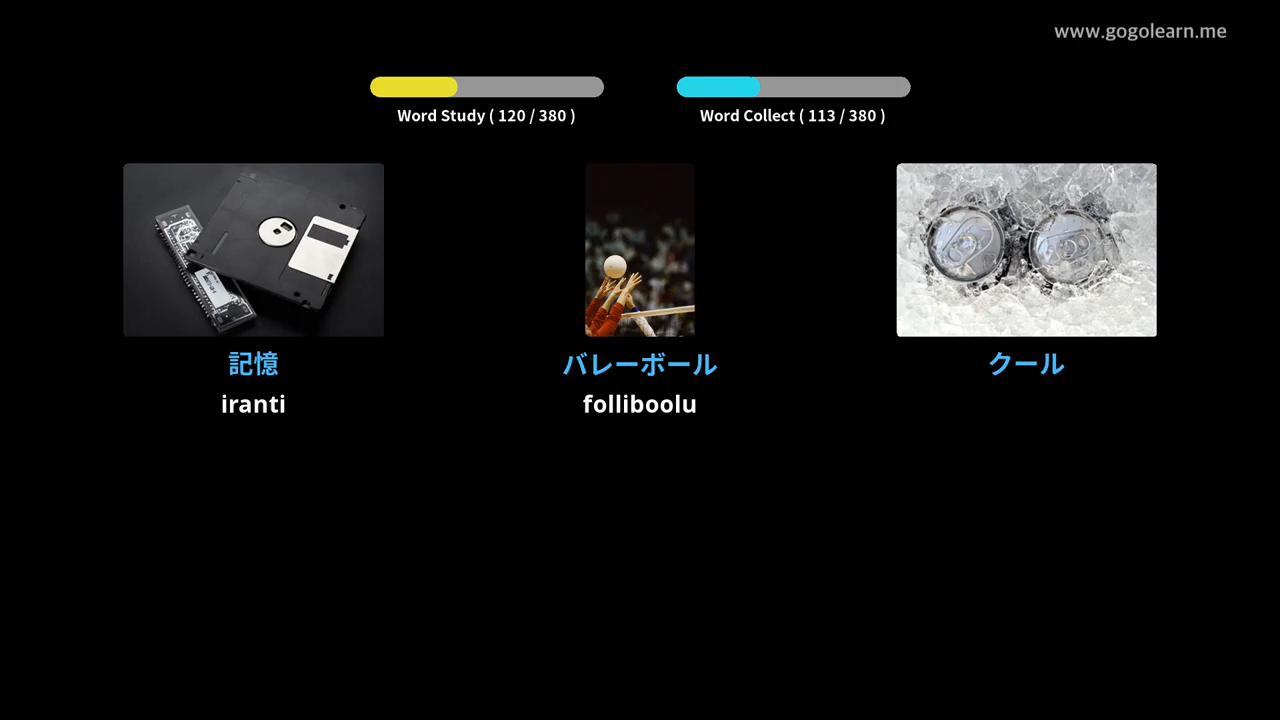 www.gogolearn.me
Word Study ( 120 / 380 )
Word Collect ( 113 / 380 )
記憶
バレーボール
クール
iranti
folliboolu